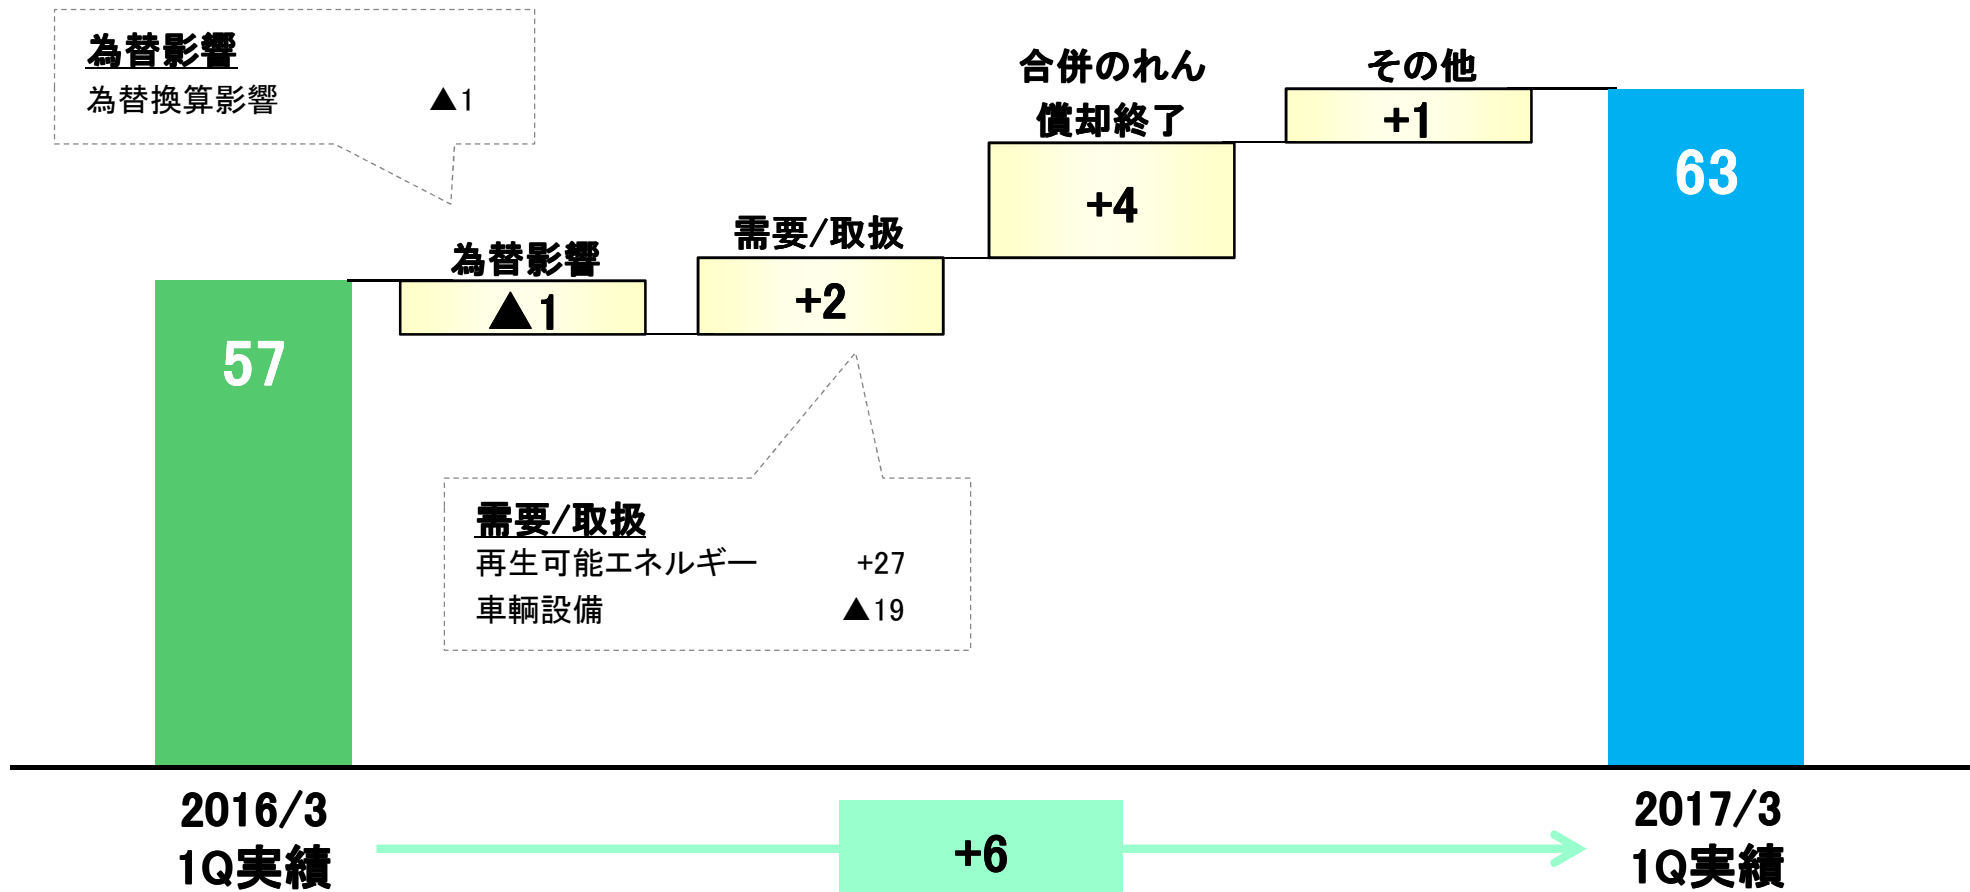 為替影響
為替換算影響 ▲1
為替影響
▲1
需要/取扱
+2
合併のれん
償却終了
+4
その他
+1
57
63
需要/取扱
再生可能エネルギー +27
車輌設備 ▲19
2016/3
1Q実績
+6
2017/3
1Q実績